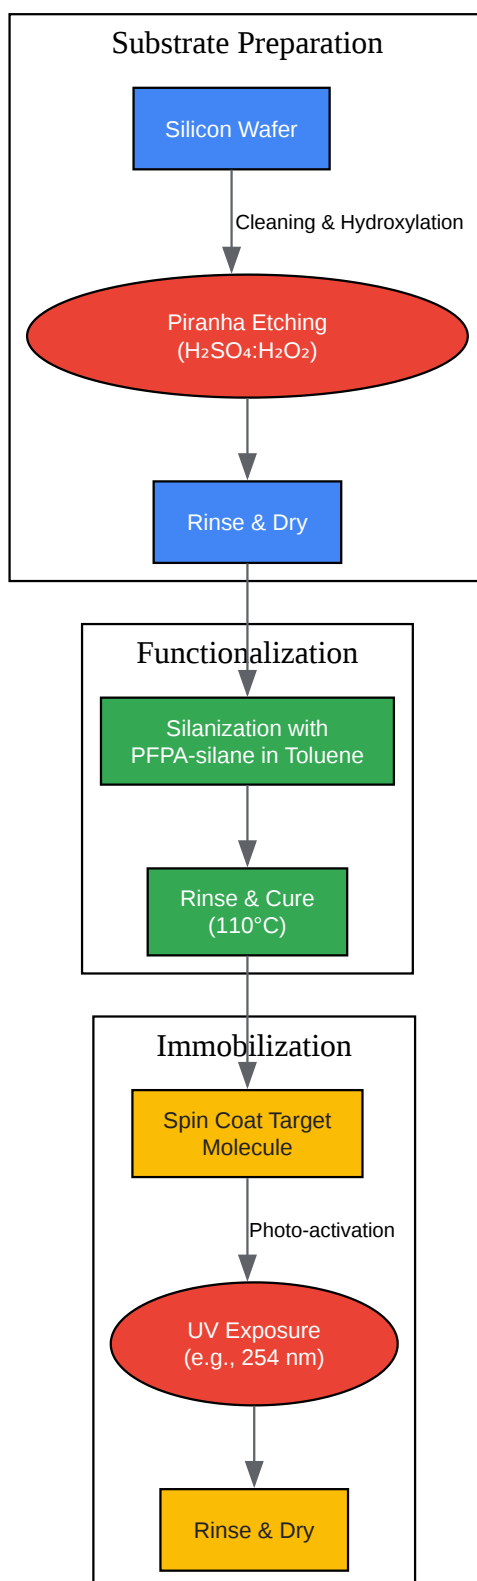 Substrate Preparation
Silicon Wafer
Cleaning & Hydroxylation
Piranha Etching
(H₂SO₄:H₂O₂)
Rinse & Dry
Functionalization
Silanization with
PFPA-silane in Toluene
Rinse & Cure
(110°C)
Immobilization
Spin Coat Target
Molecule
Photo-activation
UV Exposure
(e.g., 254 nm)
Rinse & Dry